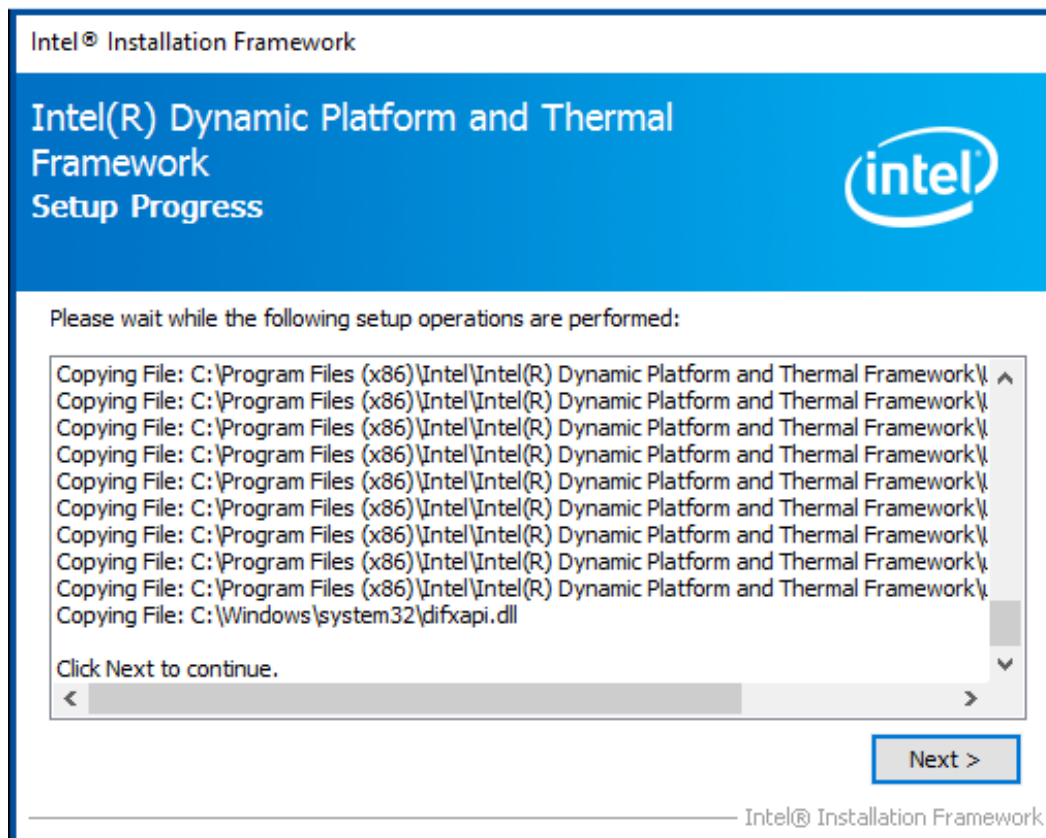 Intel® Installation Framework
Intel(R) Dynamic Platform and Thermal
Framework
Setup Progress
intel
Please wait while the following setup operations are performed:
Copying File: C:\Program Files (x86)\Intel\Intel(R) Dynamic Platform and Thermal Framework\
Copying File: C:\Program Files (x86)\Intel\Intel(R) Dynamic Platform and Thermal Framework\
Copying File: C:\Program Files (x86)\Intel\Intel(R) Dynamic Platform and Thermal Framework\
Copying File: C:\Program Files (x86)\Intel\Intel(R) Dynamic Platform and Thermal Framework\
Copying File: C:\Program Files (x86)\Intel\Intel(R) Dynamic Platform and Thermal Framework\
Copying File: C:\Program Files (x86)\Intel\Intel(R) Dynamic Platform and Thermal Framework\
Copying File: C:\Program Files (x86)\Intel\Intel(R) Dynamic Platform and Thermal Framework\
Copying File: C:\Program Files (x86)\Intel\Intel(R) Dynamic Platform and Thermal Framework\
Copying File: C:\Program Files (x86)\Intel\Intel(R) Dynamic Platform and Thermal Framework\
Copying File: C:\Windows\system32\difxapi.dll
Click Next to continue.
Next >
Intel® Installation Framework